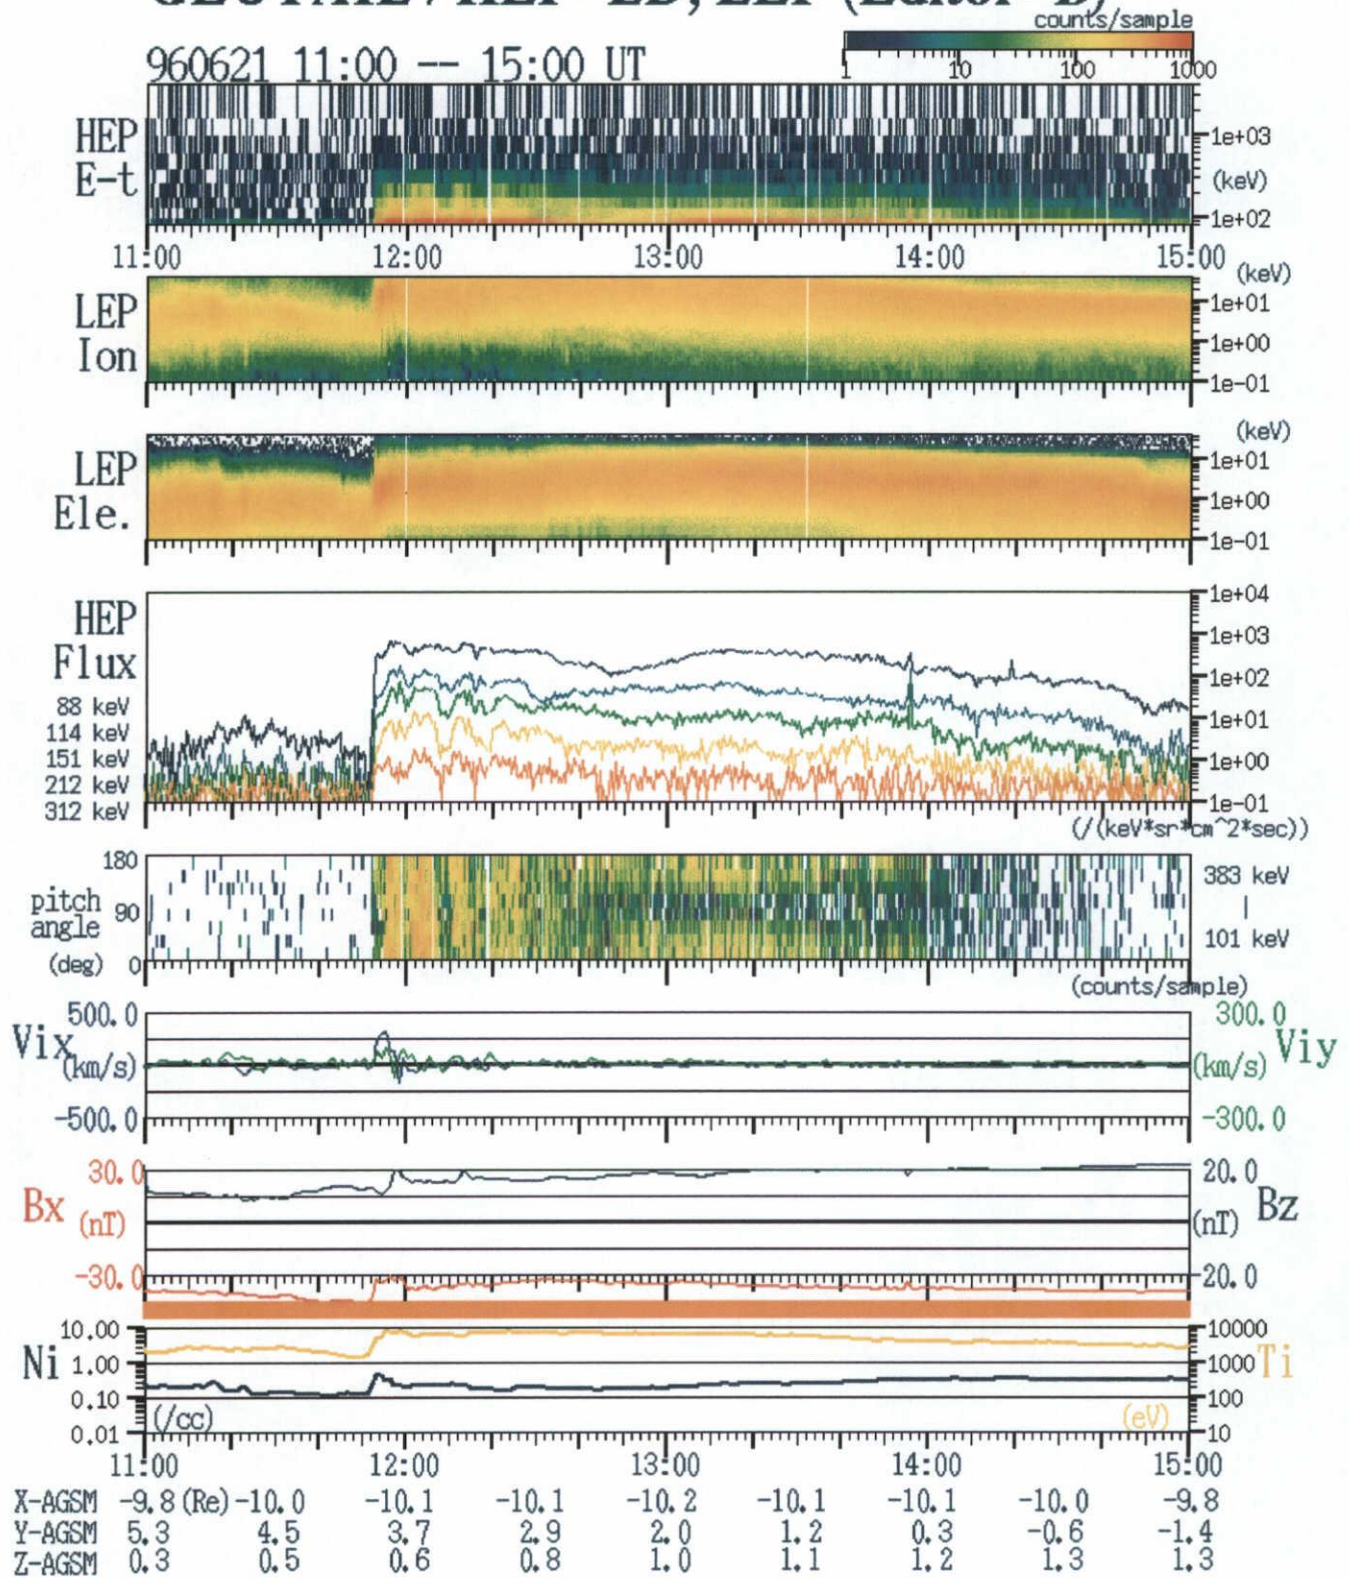 counts/sample
960621 11:00 -- 15:00 UT
1 10 100 1000
HEP
E-t
1e+03
(keV)
1e+02
11:00 12:00 13:00 14:00 15:00
(keV)
LEP
Ion
1e+01
1e+00
1e-01
(keV)
LEP
Ele.
1e+01
1e+00
1e-01
HEP
Flux
88 keV
114 keV
151 keV
212 keV
312 keV
1e+04
1e+03
1e+02
1e+01
1e+00
1e-01
(/(keV*sr*cm^2*sec))
180
pitch
angle
90
(deg)
0
383 keV
|
101 keV
(counts/sample)
500.0 300.0
Vix (km/s) (km/s) Viy
-500.0 -300.0
30.0 20.0
Bx (nT) (nT) Bz
-30.0 -20.0
10.00 10000
Ni 1.00 1000 Ti
0.10 100
(/cc) (eV)
0.01 10
11:00 12:00 13:00 14:00 15:00
X-AGSM -9.8 (Re) -10.0 -10.1 -10.1 -10.2 -10.1 -10.1 -10.0 -9.8
Y-AGSM 5.3 4.5 3.7 2.9 2.0 1.2 0.3 -0.6 -1.4
Z-AGSM 0.3 0.5 0.6 0.8 1.0 1.1 1.2 1.3 1.3